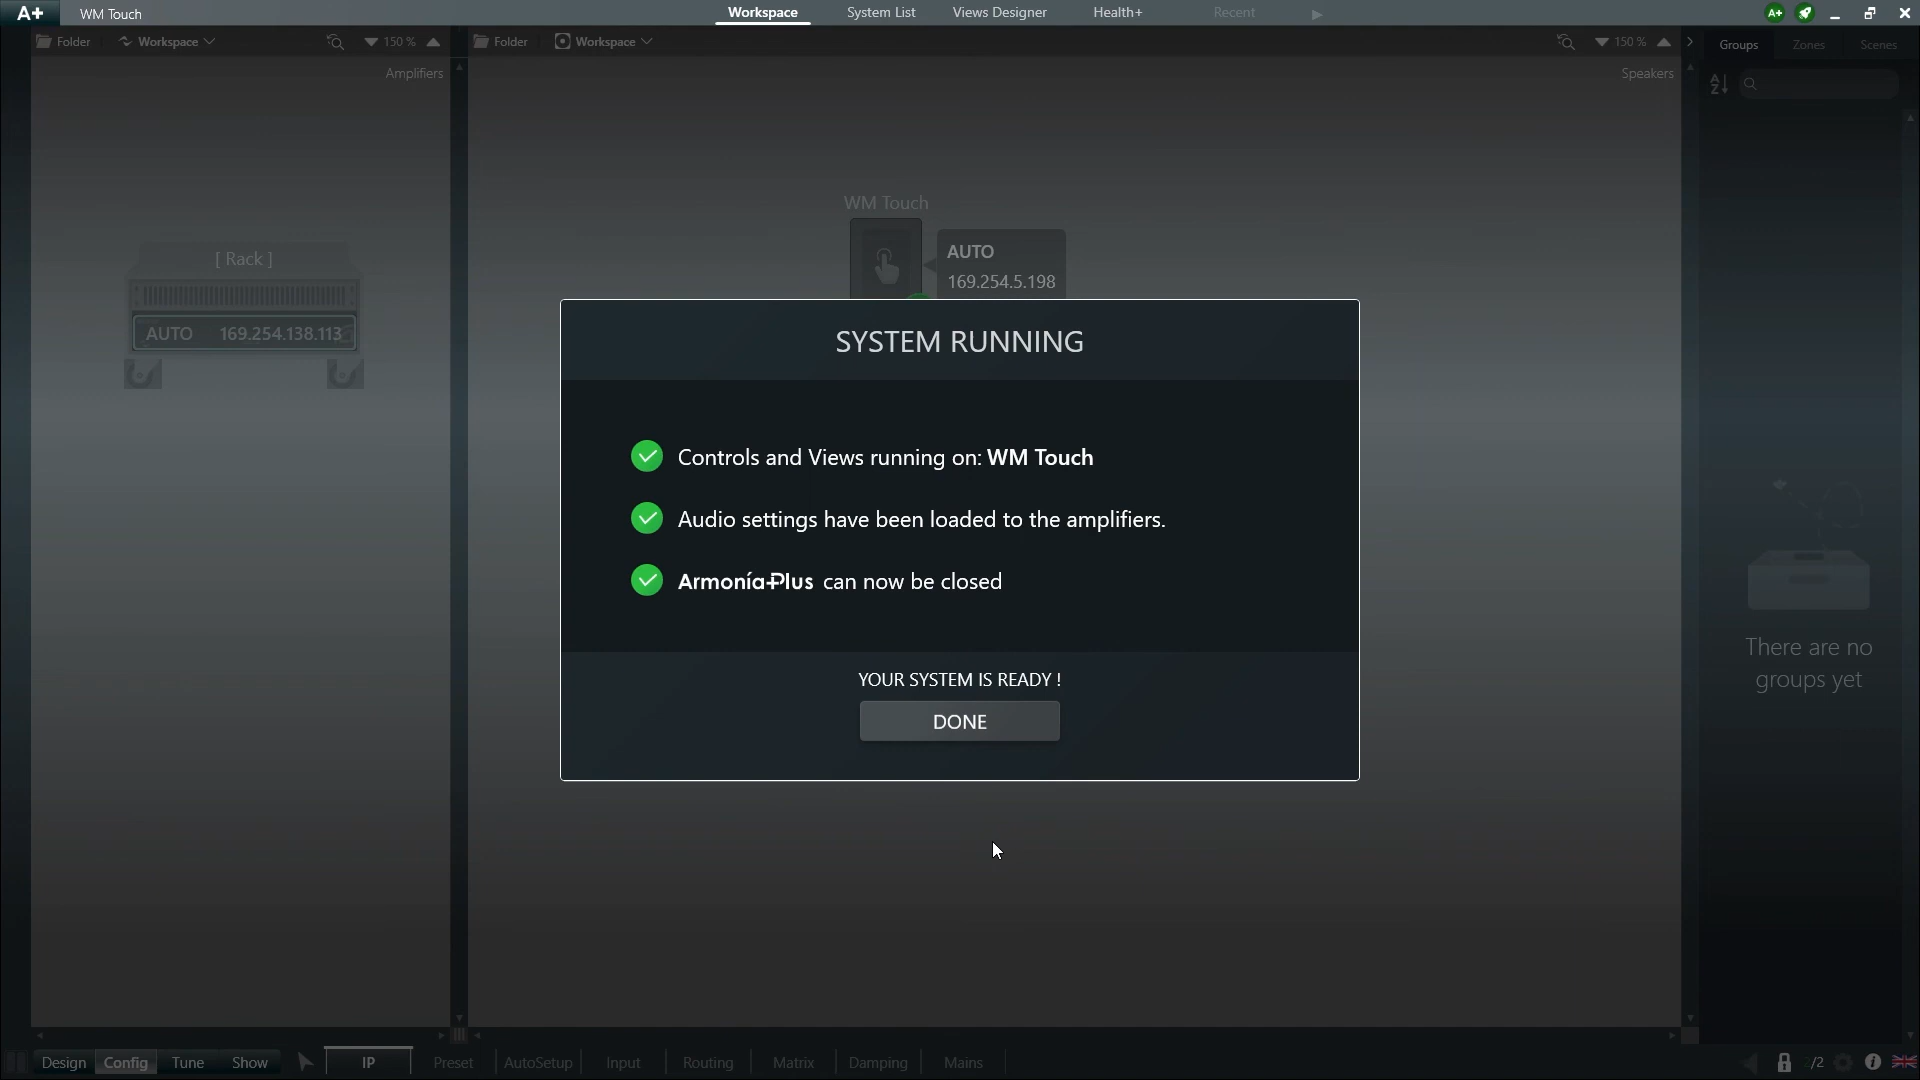 A+
WM Touch
Workspace
System List
Views Designer
Health+
Recent
A+
Folder
Workspace
150 %
Folder
Workspace
150 %
Groups
Zones
Scenes
Amplifiers
Speakers
WM Touch
AUTO
169.254.5.198
[ Rack ]
AUTO 169.254.138.113
SYSTEM RUNNING
Controls and Views running on: WM Touch
Audio settings have been loaded to the amplifiers.
ArmoníaPlus can now be closed
YOUR SYSTEM IS READY !
DONE
There are no
groups yet
Design
Config
Tune
Show
IP
Preset
AutoSetup
Input
Routing
Matrix
Damping
Mains
/2